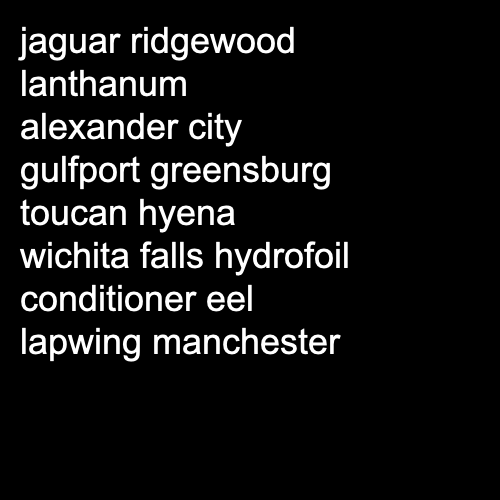 jaguar ridgewood
lanthanum
alexander city
gulfport greensburg
toucan hyena
wichita falls hydrofoil
conditioner eel
lapwing manchester